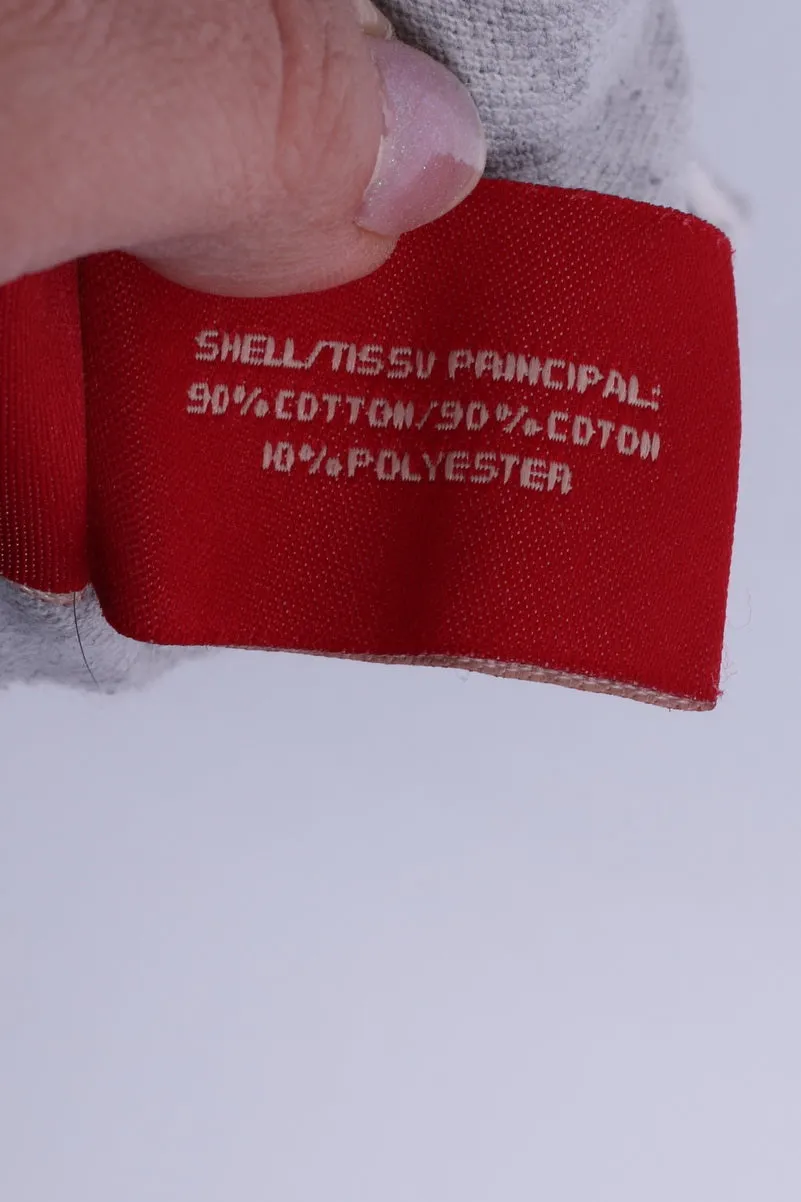 SHELL/TISSU PRINCIPAL:
90%COTTON/90%COTON
10%POLYESTER